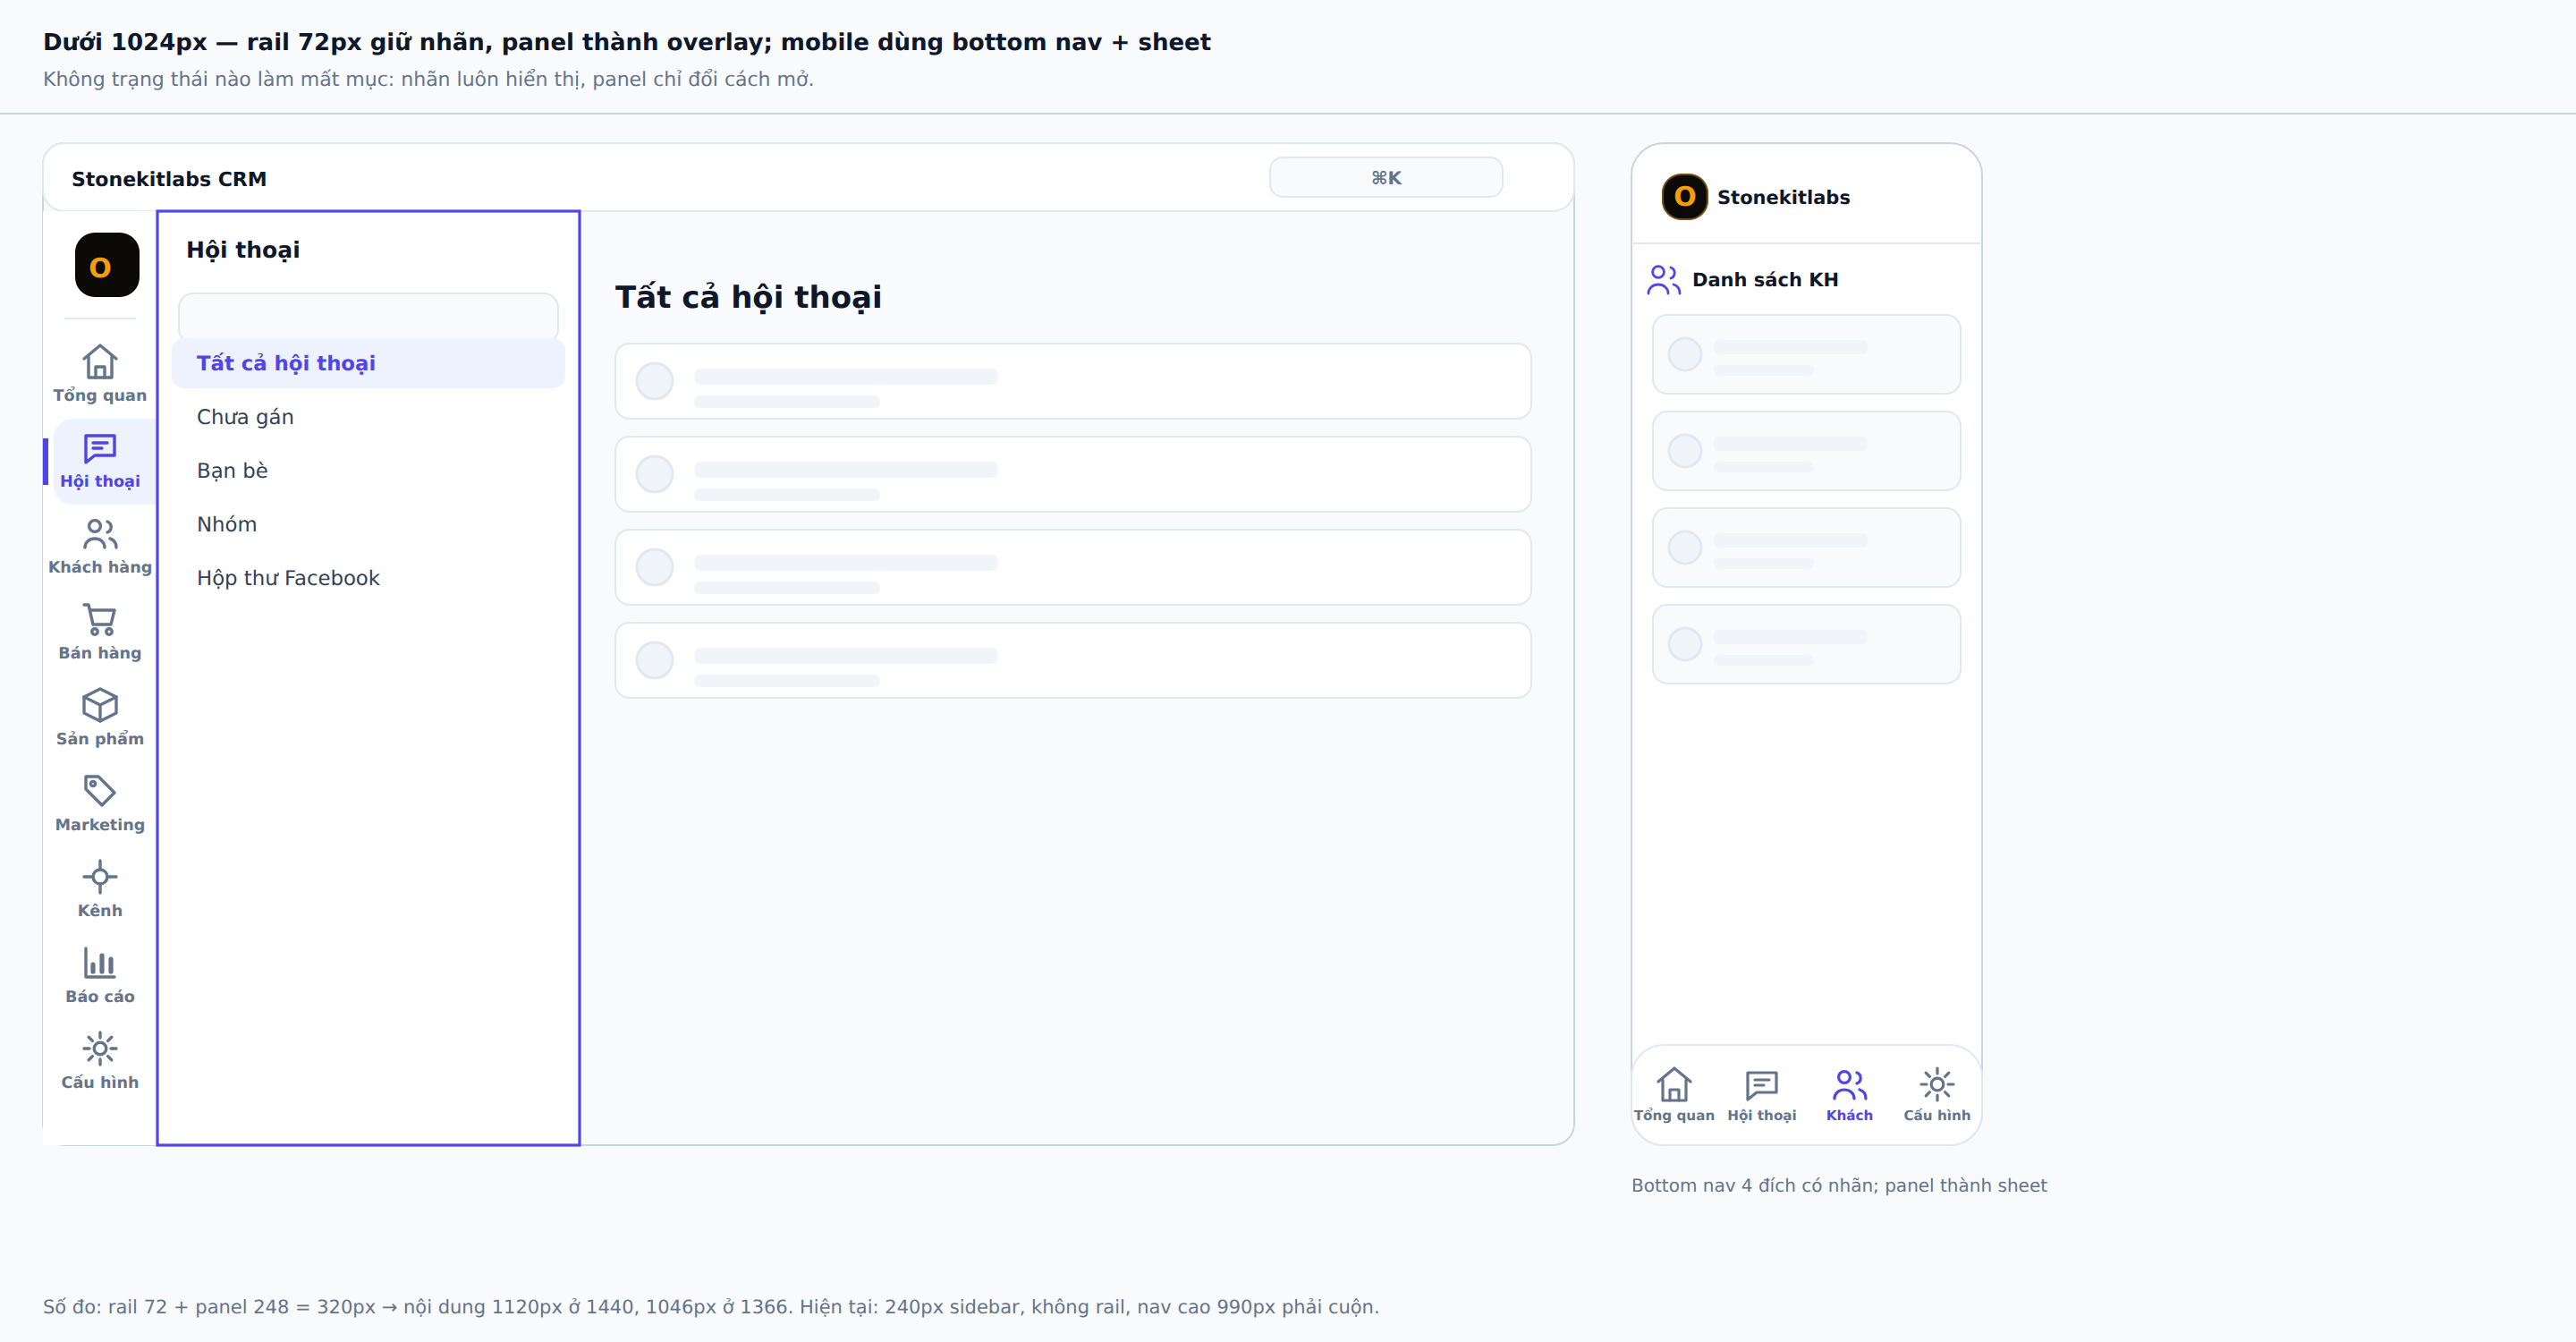 Dưới 1024px — rail 72px giữ nhãn, panel thành overlay; mobile dùng bottom nav + sheet
Không trạng thái nào làm mất mục: nhãn luôn hiển thị, panel chỉ đổi cách mở.
Stonekitlabs CRM
⌘K
O
Tổng quan
Hội thoại
Khách hàng
Bán hàng
Sản phẩm
Marketing
Kênh
Báo cáo
Cấu hình
Hội thoại
Tất cả hội thoại
Chưa gán
Bạn bè
Nhóm
Hộp thư Facebook
Tất cả hội thoại
O Stonekitlabs
Danh sách KH
Tổng quan Hội thoại Khách Cấu hình
Bottom nav 4 đích có nhãn; panel thành sheet
Số đo: rail 72 + panel 248 = 320px → nội dung 1120px ở 1440, 1046px ở 1366. Hiện tại: 240px sidebar, không rail, nav cao 990px phải cuộn.